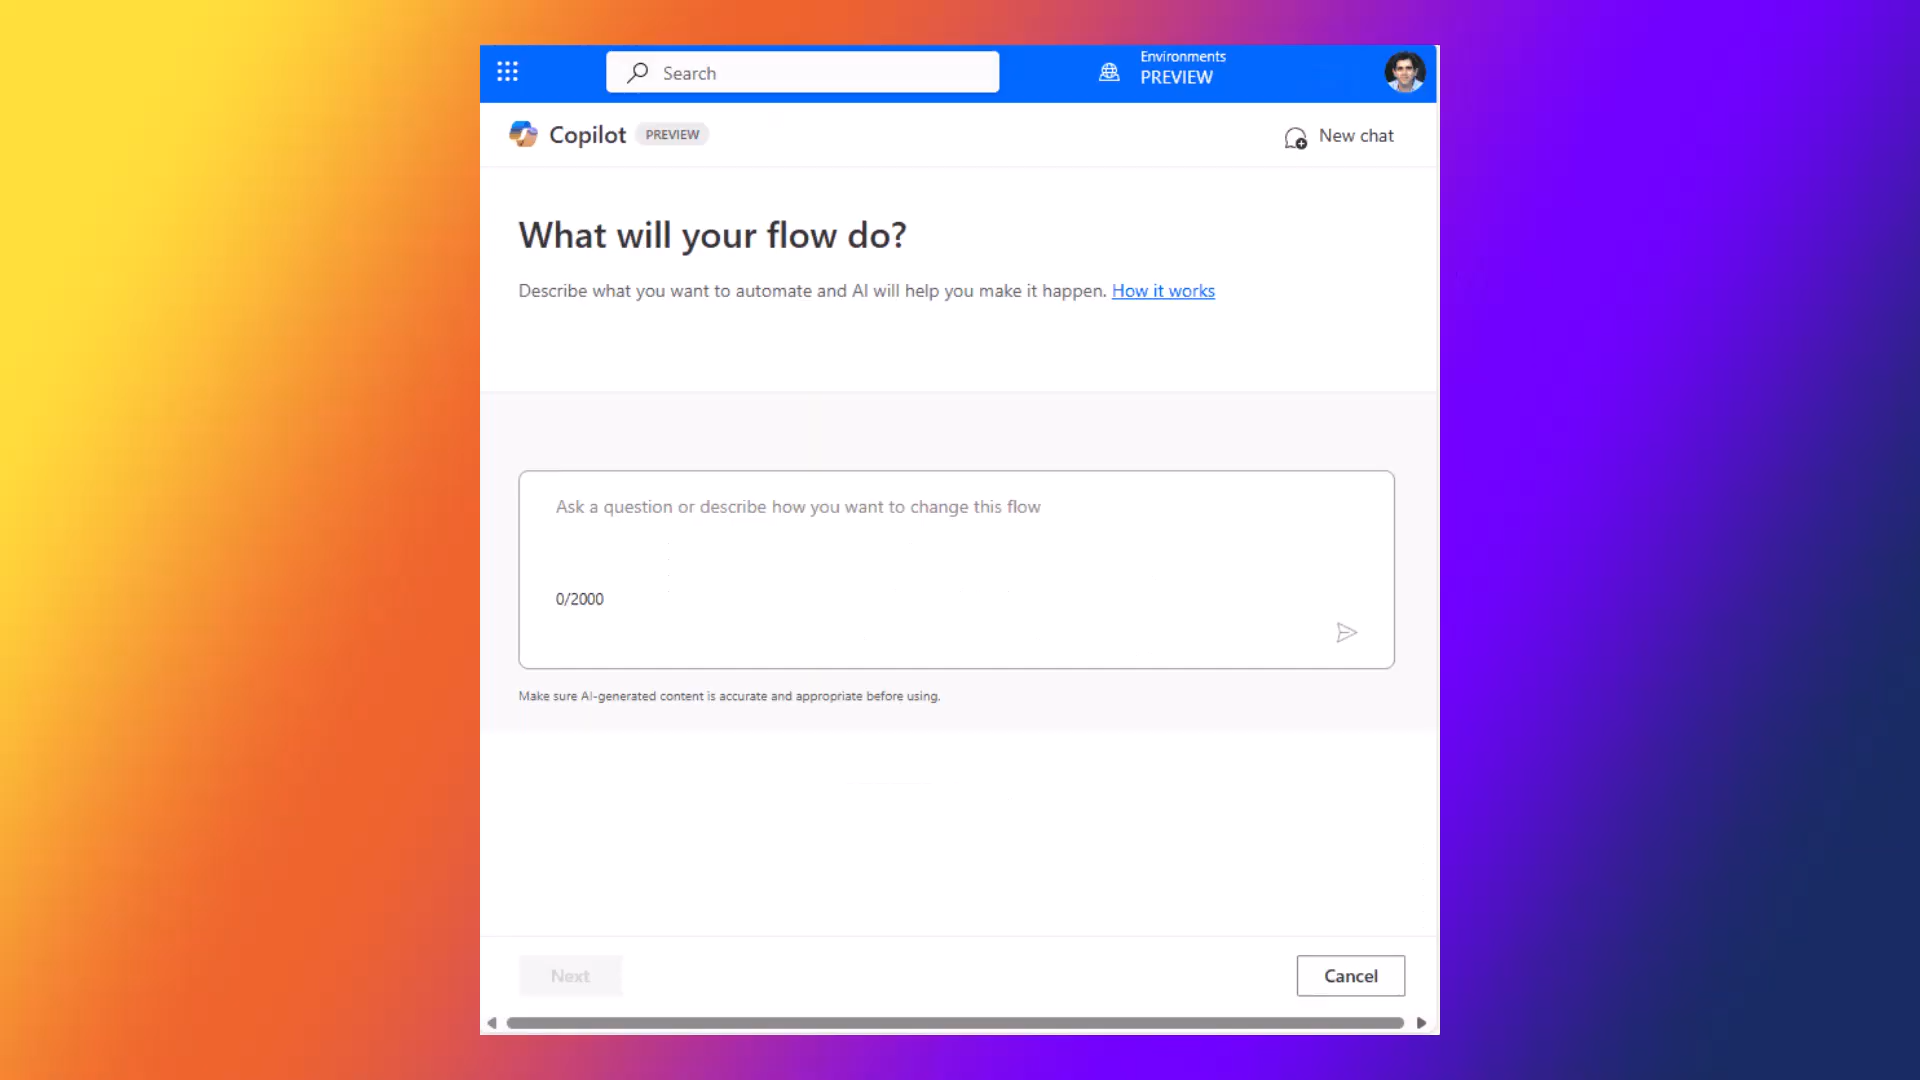 Search
Environments
PREVIEW
Copilot PREVIEW
New chat
What will your flow do?
Describe what you want to automate and AI will help you make it happen. How it works
Ask a question or describe how you want to change this flow
0/2000
Make sure AI-generated content is accurate and appropriate before using.
Next
Cancel